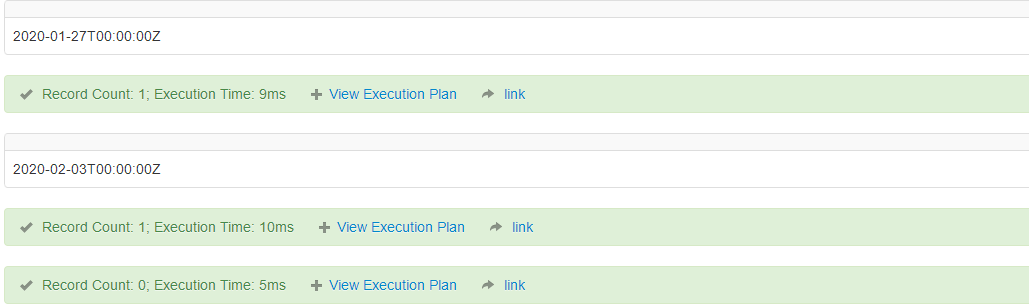 2020-01-27T00:00:00Z
Record Count: 1; Execution Time: 9ms View Execution Plan link
2020-02-03T00:00:00Z
Record Count: 1; Execution Time: 10ms View Execution Plan link
Record Count: 0; Execution Time: 5ms View Execution Plan link